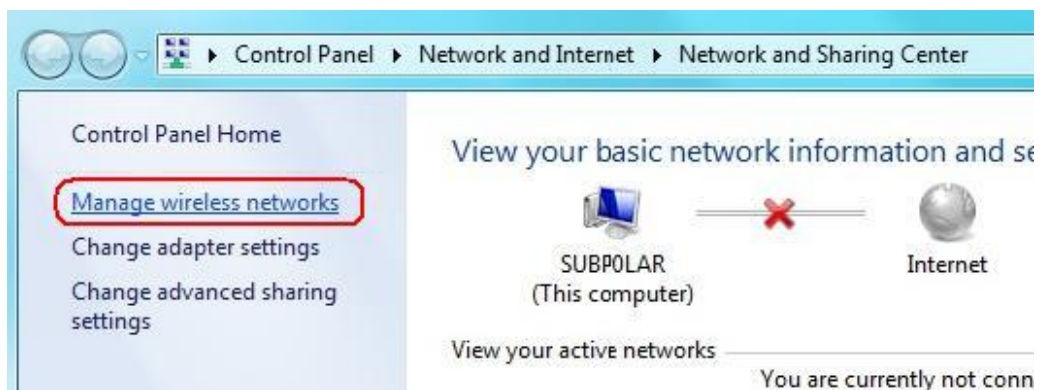 Control Panel ▸ Network and Internet ▸ Network and Sharing Center
Control Panel Home
Manage wireless networks
Change adapter settings
Change advanced sharing
settings
View your basic network information and se
SUBP0LAR
(This computer)
Internet
View your active networks
You are currently not conn